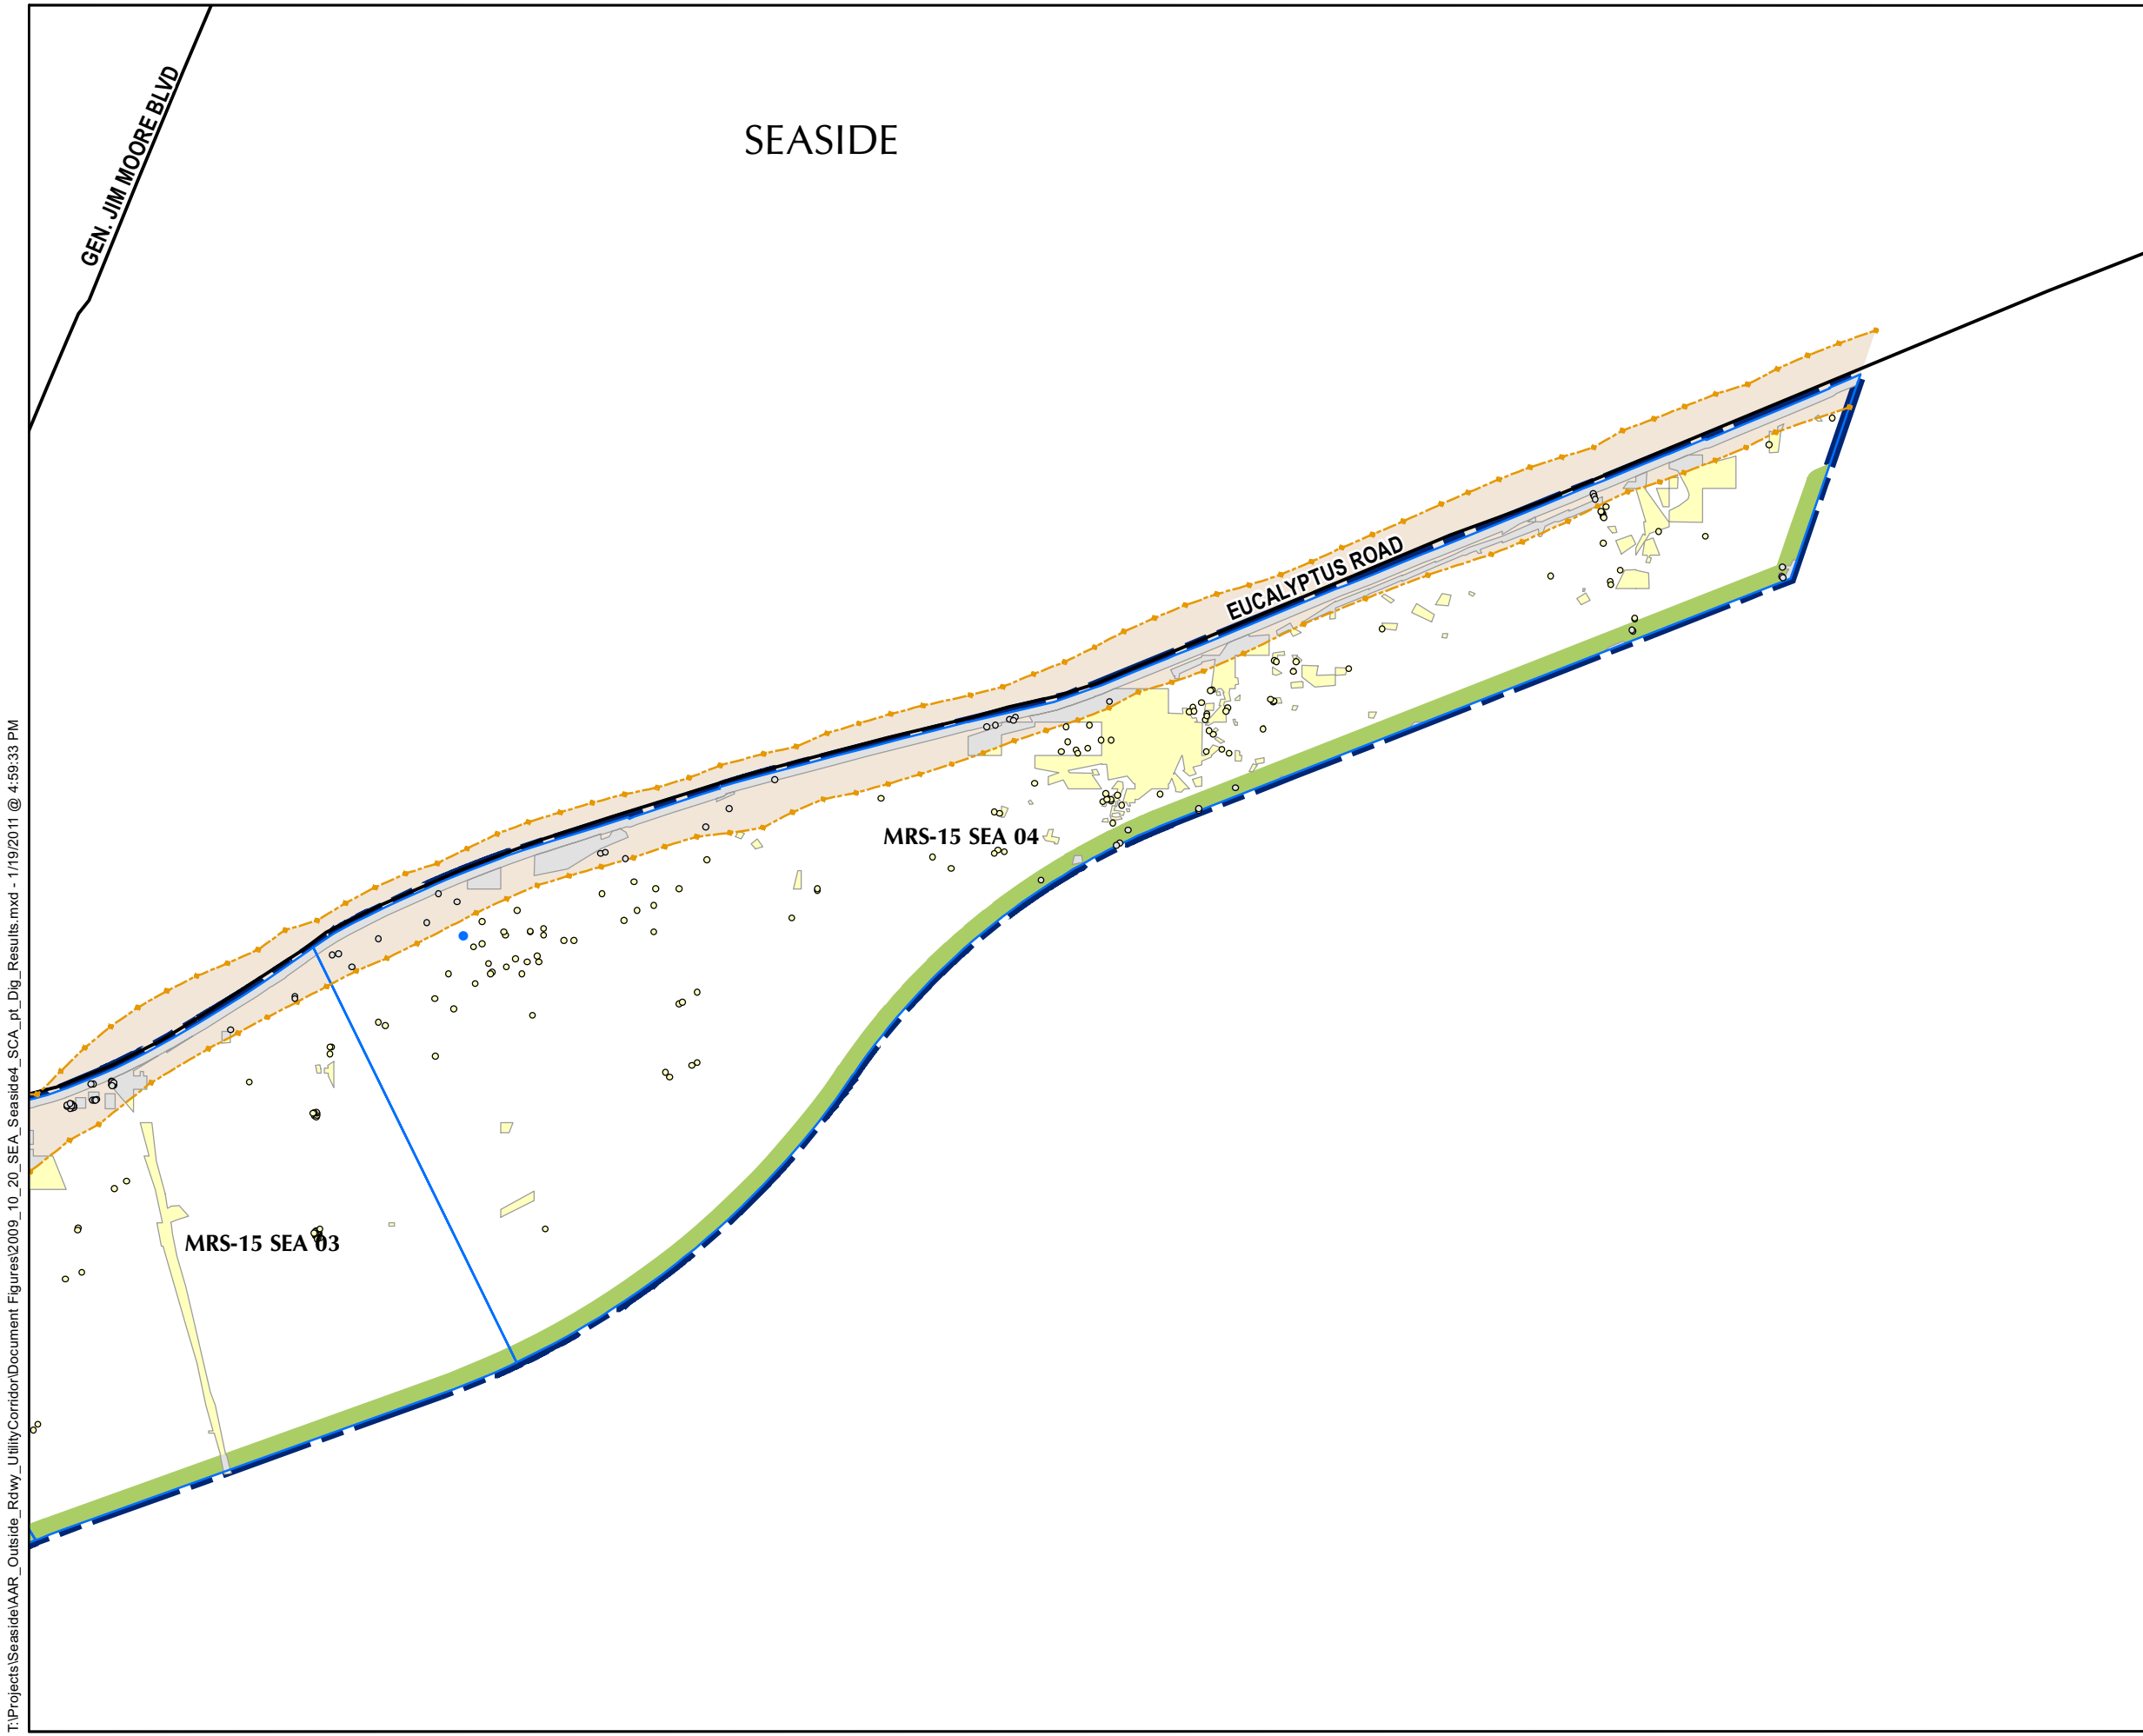 SEASIDE
GEN. JIM MOORE BLVD
EUCALYPTUS ROAD
MRS-15 SEA 04
MRS-15 SEA 03
T:\Projects\Seaside\AAR_Outside_Rdwy_UtilityCorridor\Document Figures\2009_10_20_SEA_Seaside4_SCA_pt_Dig_Results.mxd - 1/19/2011 @ 4:59:33 PM